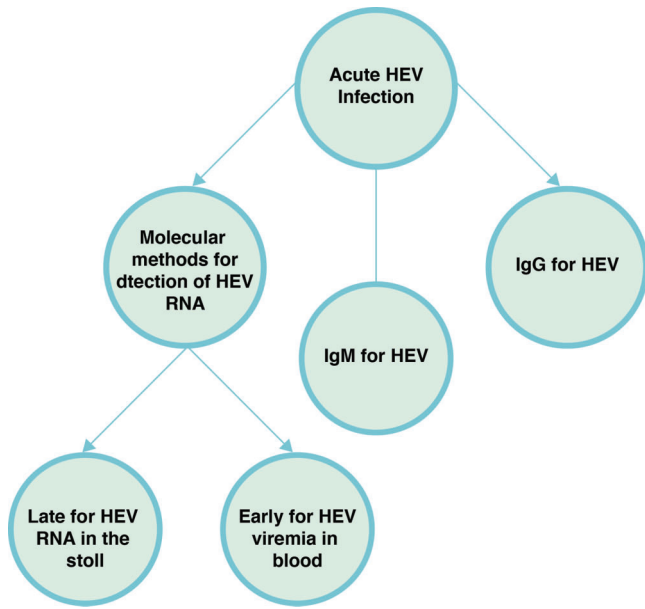 Acute HEV
Infection
Molecular
methods for
dtection of HEV
RNA
IgM for HEV
IgG for HEV
Late for HEV
RNA in the
stoll
Early for HEV
viremia in
blood